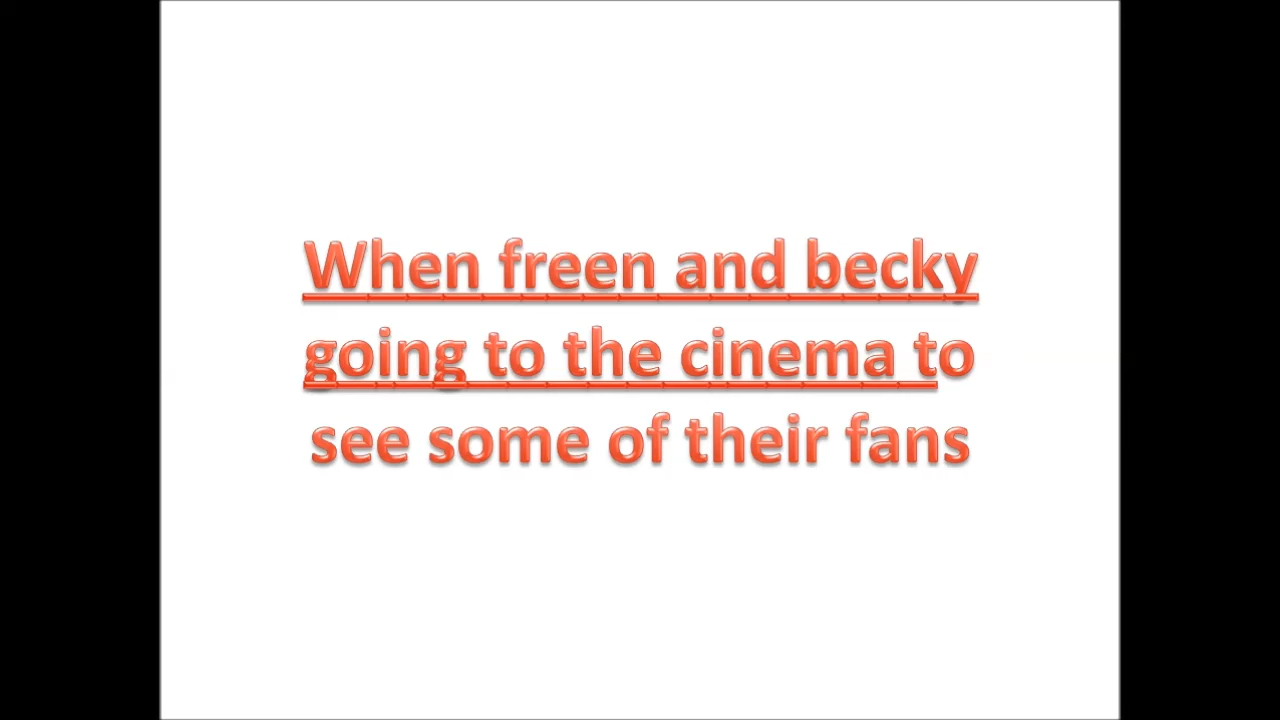 When freen and becky
going to the cinema to
see some of their fans